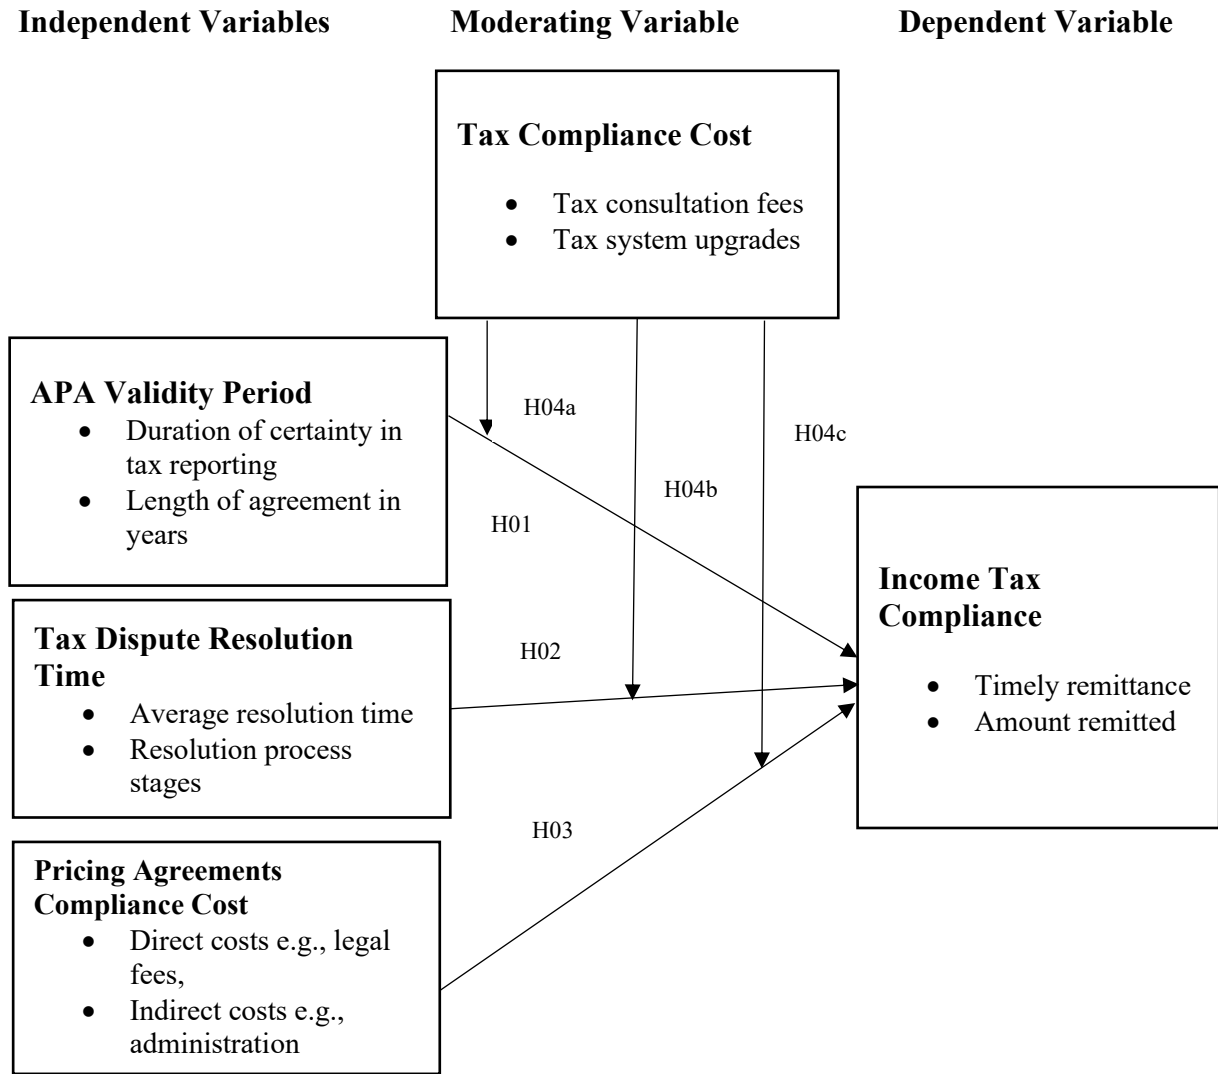 Independent Variables
Moderating Variable
Dependent Variable
Tax Compliance Cost
• Tax consultation fees
• Tax system upgrades
APA Validity Period
• Duration of certainty in
tax reporting
• Length of agreement in
years
H04a
H04b
H04c
H01
Tax Dispute Resolution
Time
• Average resolution time
• Resolution process
stages
H02
Income Tax
Compliance
• Timely remittance
• Amount remitted
H03
Pricing Agreements
Compliance Cost
• Direct costs e.g., legal
fees,
• Indirect costs e.g.,
administration